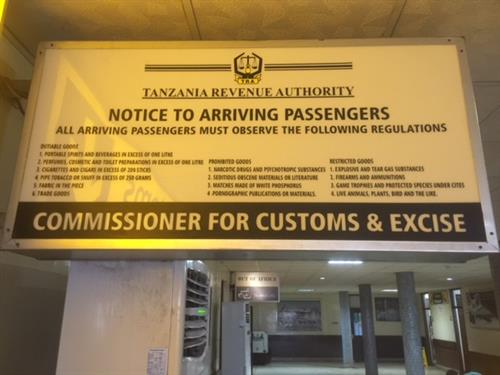 T R A
TANZANIA REVENUE AUTHORITY
NOTICE TO ARRIVING PASSENGERS
ALL ARRIVING PASSENGERS MUST OBSERVE THE FOLLOWING REGULATIONS
DUTIABLE GOODS
1. PORTABLE SPIRITS AND BEVERAGES IN EXCESS OF ONE LITRE
2. PERFUMES, COSMETIC AND TOILET PREPARATIONS IN EXCESS OF ONE LITRE
3. CIGARETTES AND CIGARS IN EXCESS OF 200 STICKS
4. PIPE TOBACCO OR SNUFF IN EXCESS OF 250 GRAMS
5. FABRIC IN THE PIECE
6. TRADE GOODS
PROHIBITED GOODS
1. NARCOTIC DRUGS AND PSYCHOTROPIC SUBSTANCES
2. SEDITIOUS OBSCENE MATERIALS OR LITERATURE
3. MATCHES MADE OF WHITE PHOSPHORUS
4. PORNOGRAPHIC PUBLICATIONS OR MATERIALS.
RESTRICTED GOODS
1. EXPLOSIVE AND TEAR GAS SUBSTANCES
2. FIREARMS AND AMMUNITIONS
3. GAME TROPHIES AND PROTECTED SPECIES UNDER CITES
4. LIVE ANIMALS, PLANTS, BIRD AND THE LIKE.
COMMISSIONER FOR CUSTOMS & EXCISE
OUT OF AFRICA